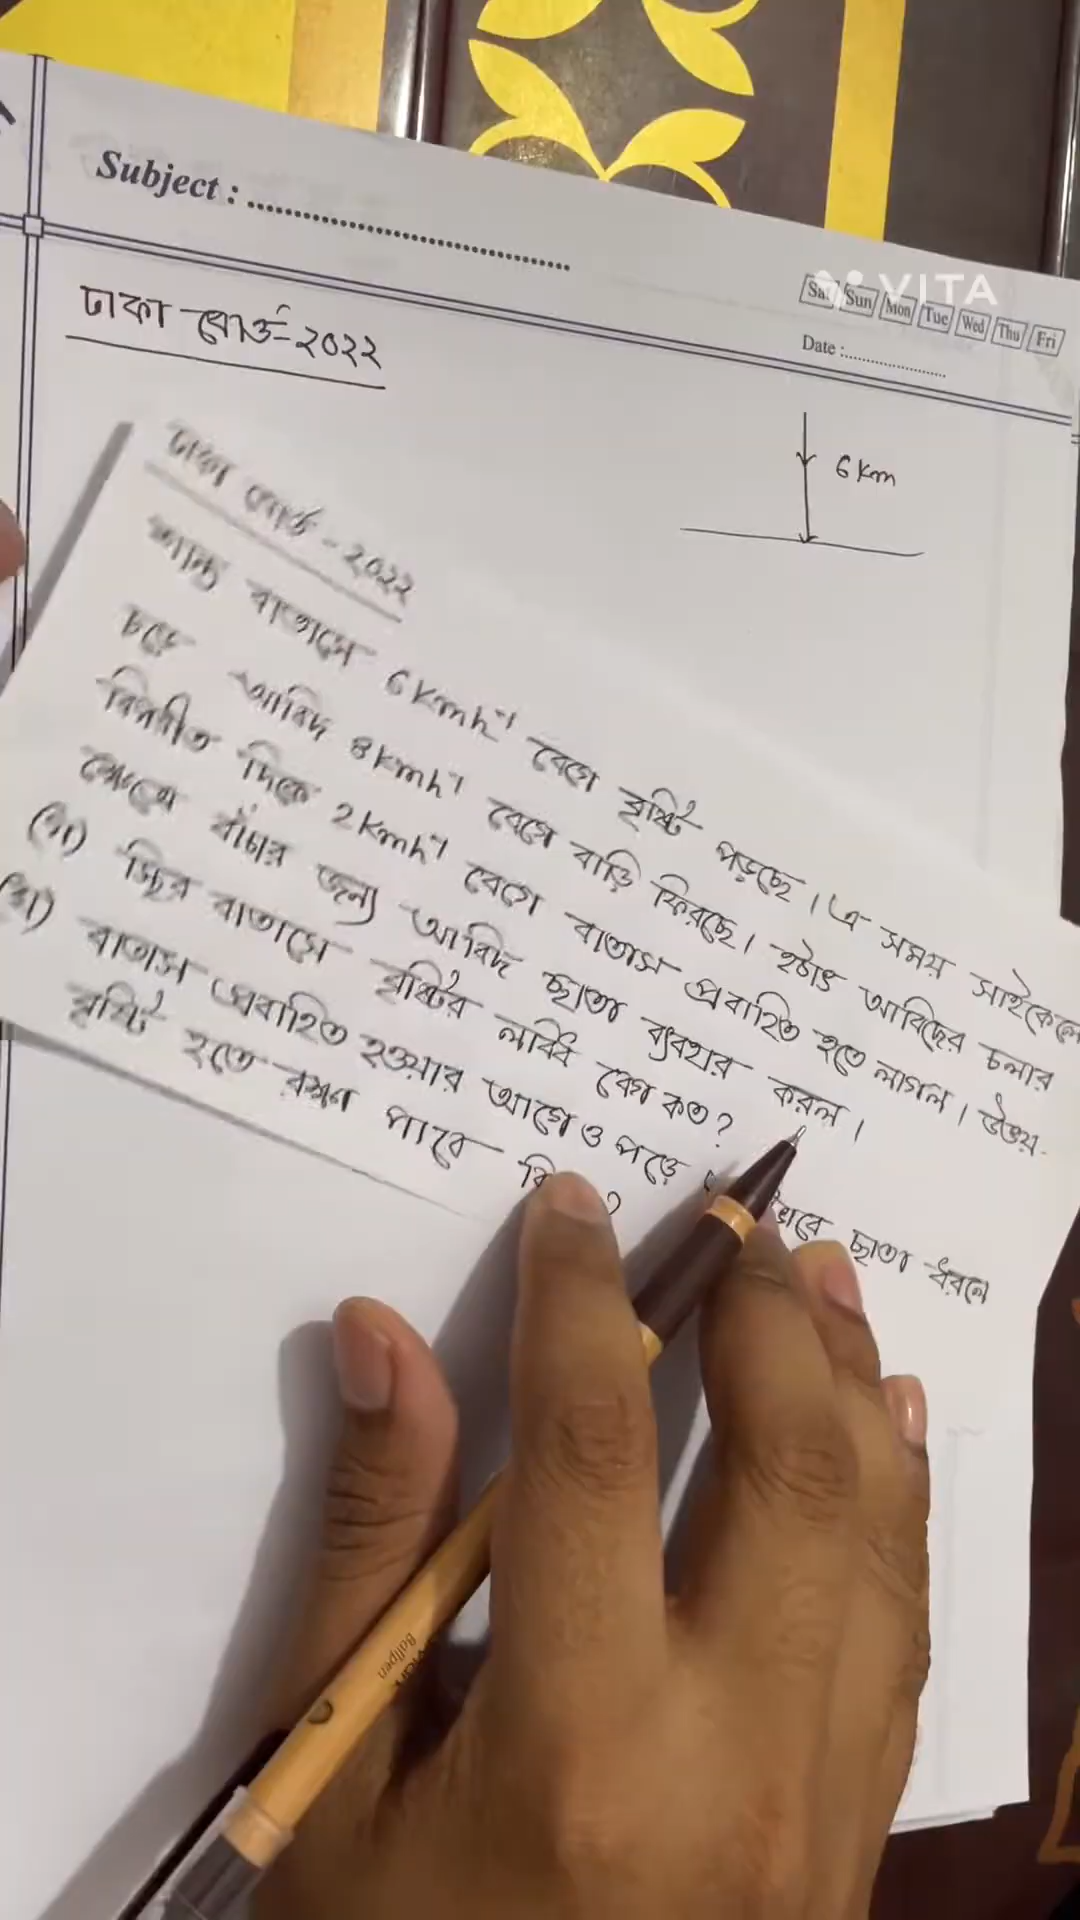 Subject :
VITA
Sat Sun Mon Tue Wed Thu Fri
Date :
ঢাকা বোর্ড-২০২২
6 km
ঢাকা বোর্ড - ২০২২
শান্ত বাতাসে 6 kmh⁻¹ বেগে বৃষ্টি পড়ছে। এ সময় সাইকেলে
চড়ে আবিদ 8 kmh⁻¹ বেগে বাড়ি ফিরছে। হঠাৎ আবিদের চলার
বিপরীত দিকে 2 kmh⁻¹ বেগে বাতাস প্রবাহিত হতে লাগল। উভয়
ক্ষেত্রে বাঁচার জন্য আবিদ ছাতা ব্যবহার করল।
(গ) স্থির বাতাসে বৃষ্টির লব্ধি বেগ কত?
(ঘ) বাতাস প্রবাহিত হওয়ার আগে ও পড়ে ভাবে ছাতা ধরলে
বৃষ্টি হতে রক্ষা পাবে ?
Ballpen